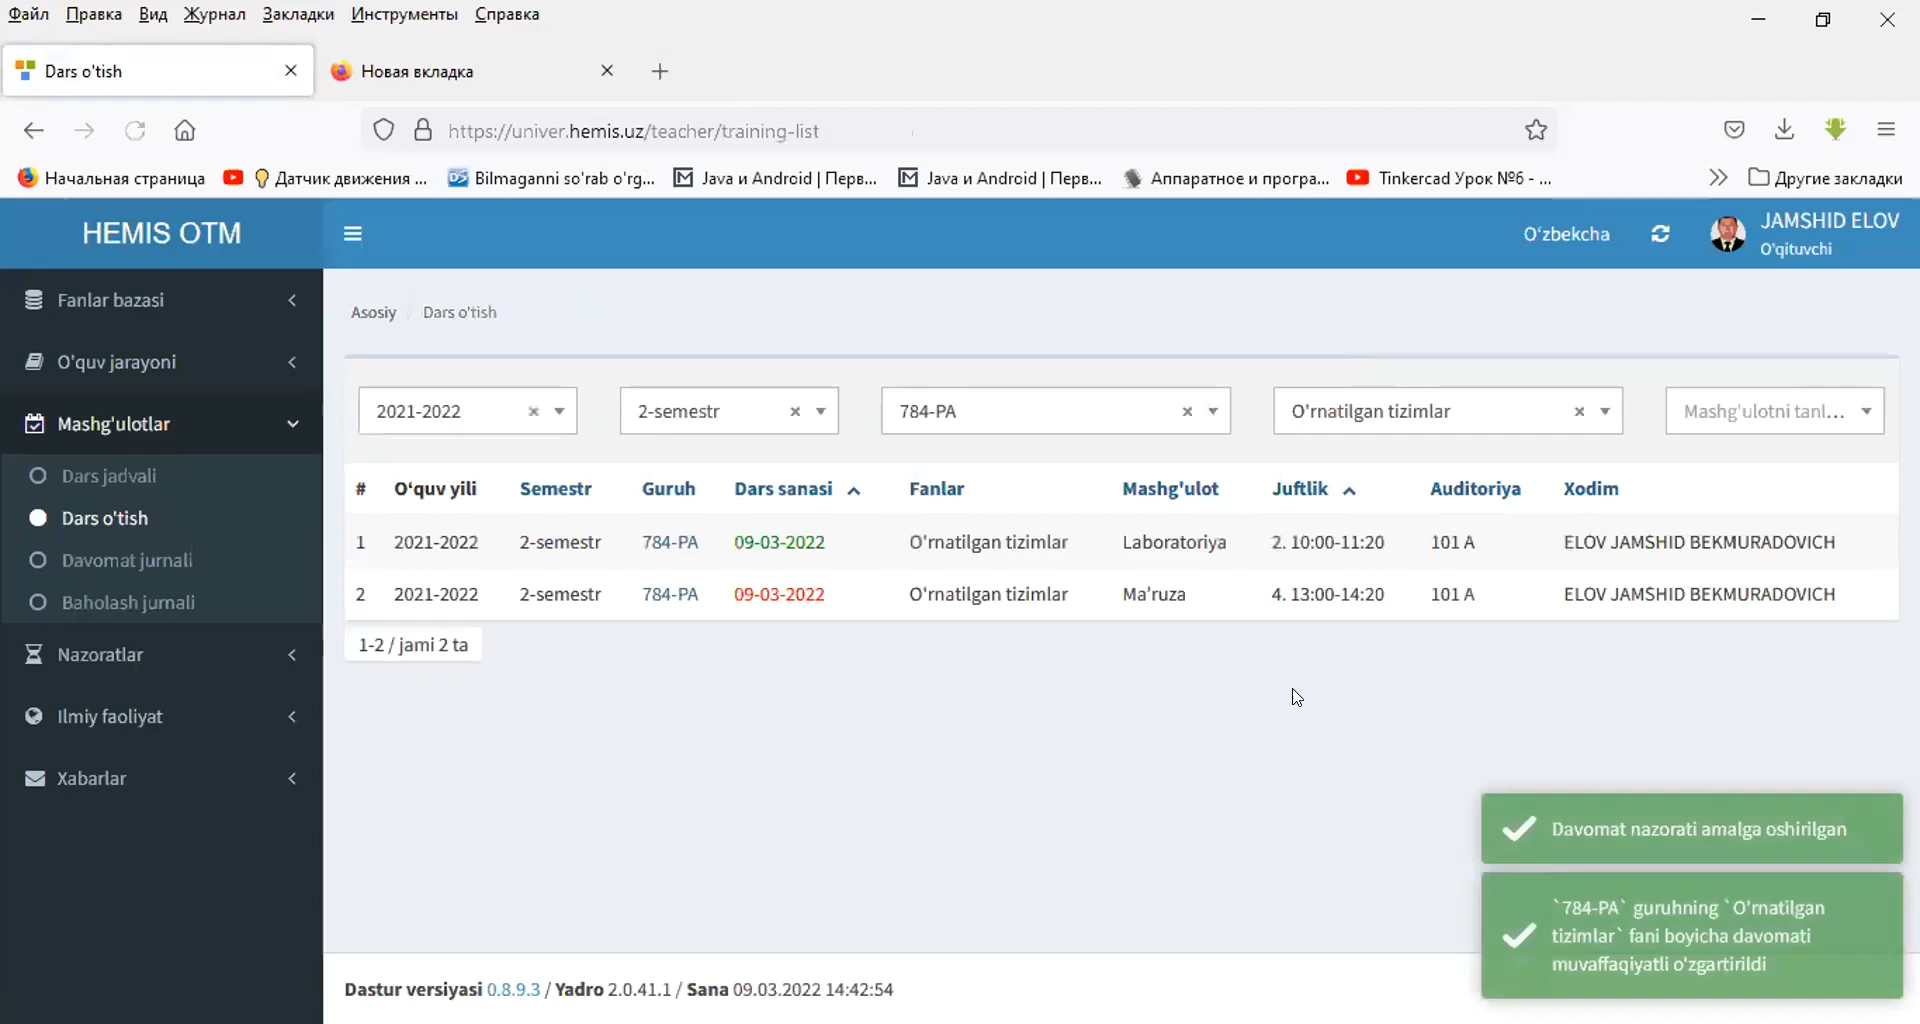 Файл Правка Вид Журнал Закладки Инструменты Справка
Dars o'tish
Новая вкладка
https://univer.hemis.uz/teacher/training-list
Начальная страница
Датчик движения ...
Bilmaganni so'rab o'rg...
Java и Android | Перв...
Java и Android | Перв...
Аппаратное и програ...
Tinkercad Урок №6 - ...
Другие закладки
HEMIS OTM
O'zbekcha
JAMSHID ELOV
O'qituvchi
Fanlar bazasi
O'quv jarayoni
Mashg'ulotlar
Dars jadvali
Dars o'tish
Davomat jurnali
Baholash jurnali
Nazoratlar
Ilmiy faoliyat
Xabarlar
Asosiy / Dars o'tish
2021-2022 2-semestr 784-PA O'rnatilgan tizimlar Mashg'ulotni tanl...
# O‘quv yili Semestr Guruh Dars sanasi Fanlar Mashg'ulot Juftlik Auditoriya Xodim
1 2021-2022 2-semestr 784-PA 09-03-2022 O'rnatilgan tizimlar Laboratoriya 2. 10:00-11:20 101 A ELOV JAMSHID BEKMURADOVICH
2 2021-2022 2-semestr 784-PA 09-03-2022 O'rnatilgan tizimlar Ma’ruza 4. 13:00-14:20 101 A ELOV JAMSHID BEKMURADOVICH
1-2 / jami 2 ta
Davomat nazorati amalga oshirilgan
`784-PA` guruhning `O'rnatilgan
tizimlar` fani boyicha davomati
muvaffaqiyatli o'zgartirildi
Dastur versiyasi 0.8.9.3 / Yadro 2.0.41.1 / Sana 09.03.2022 14:42:54